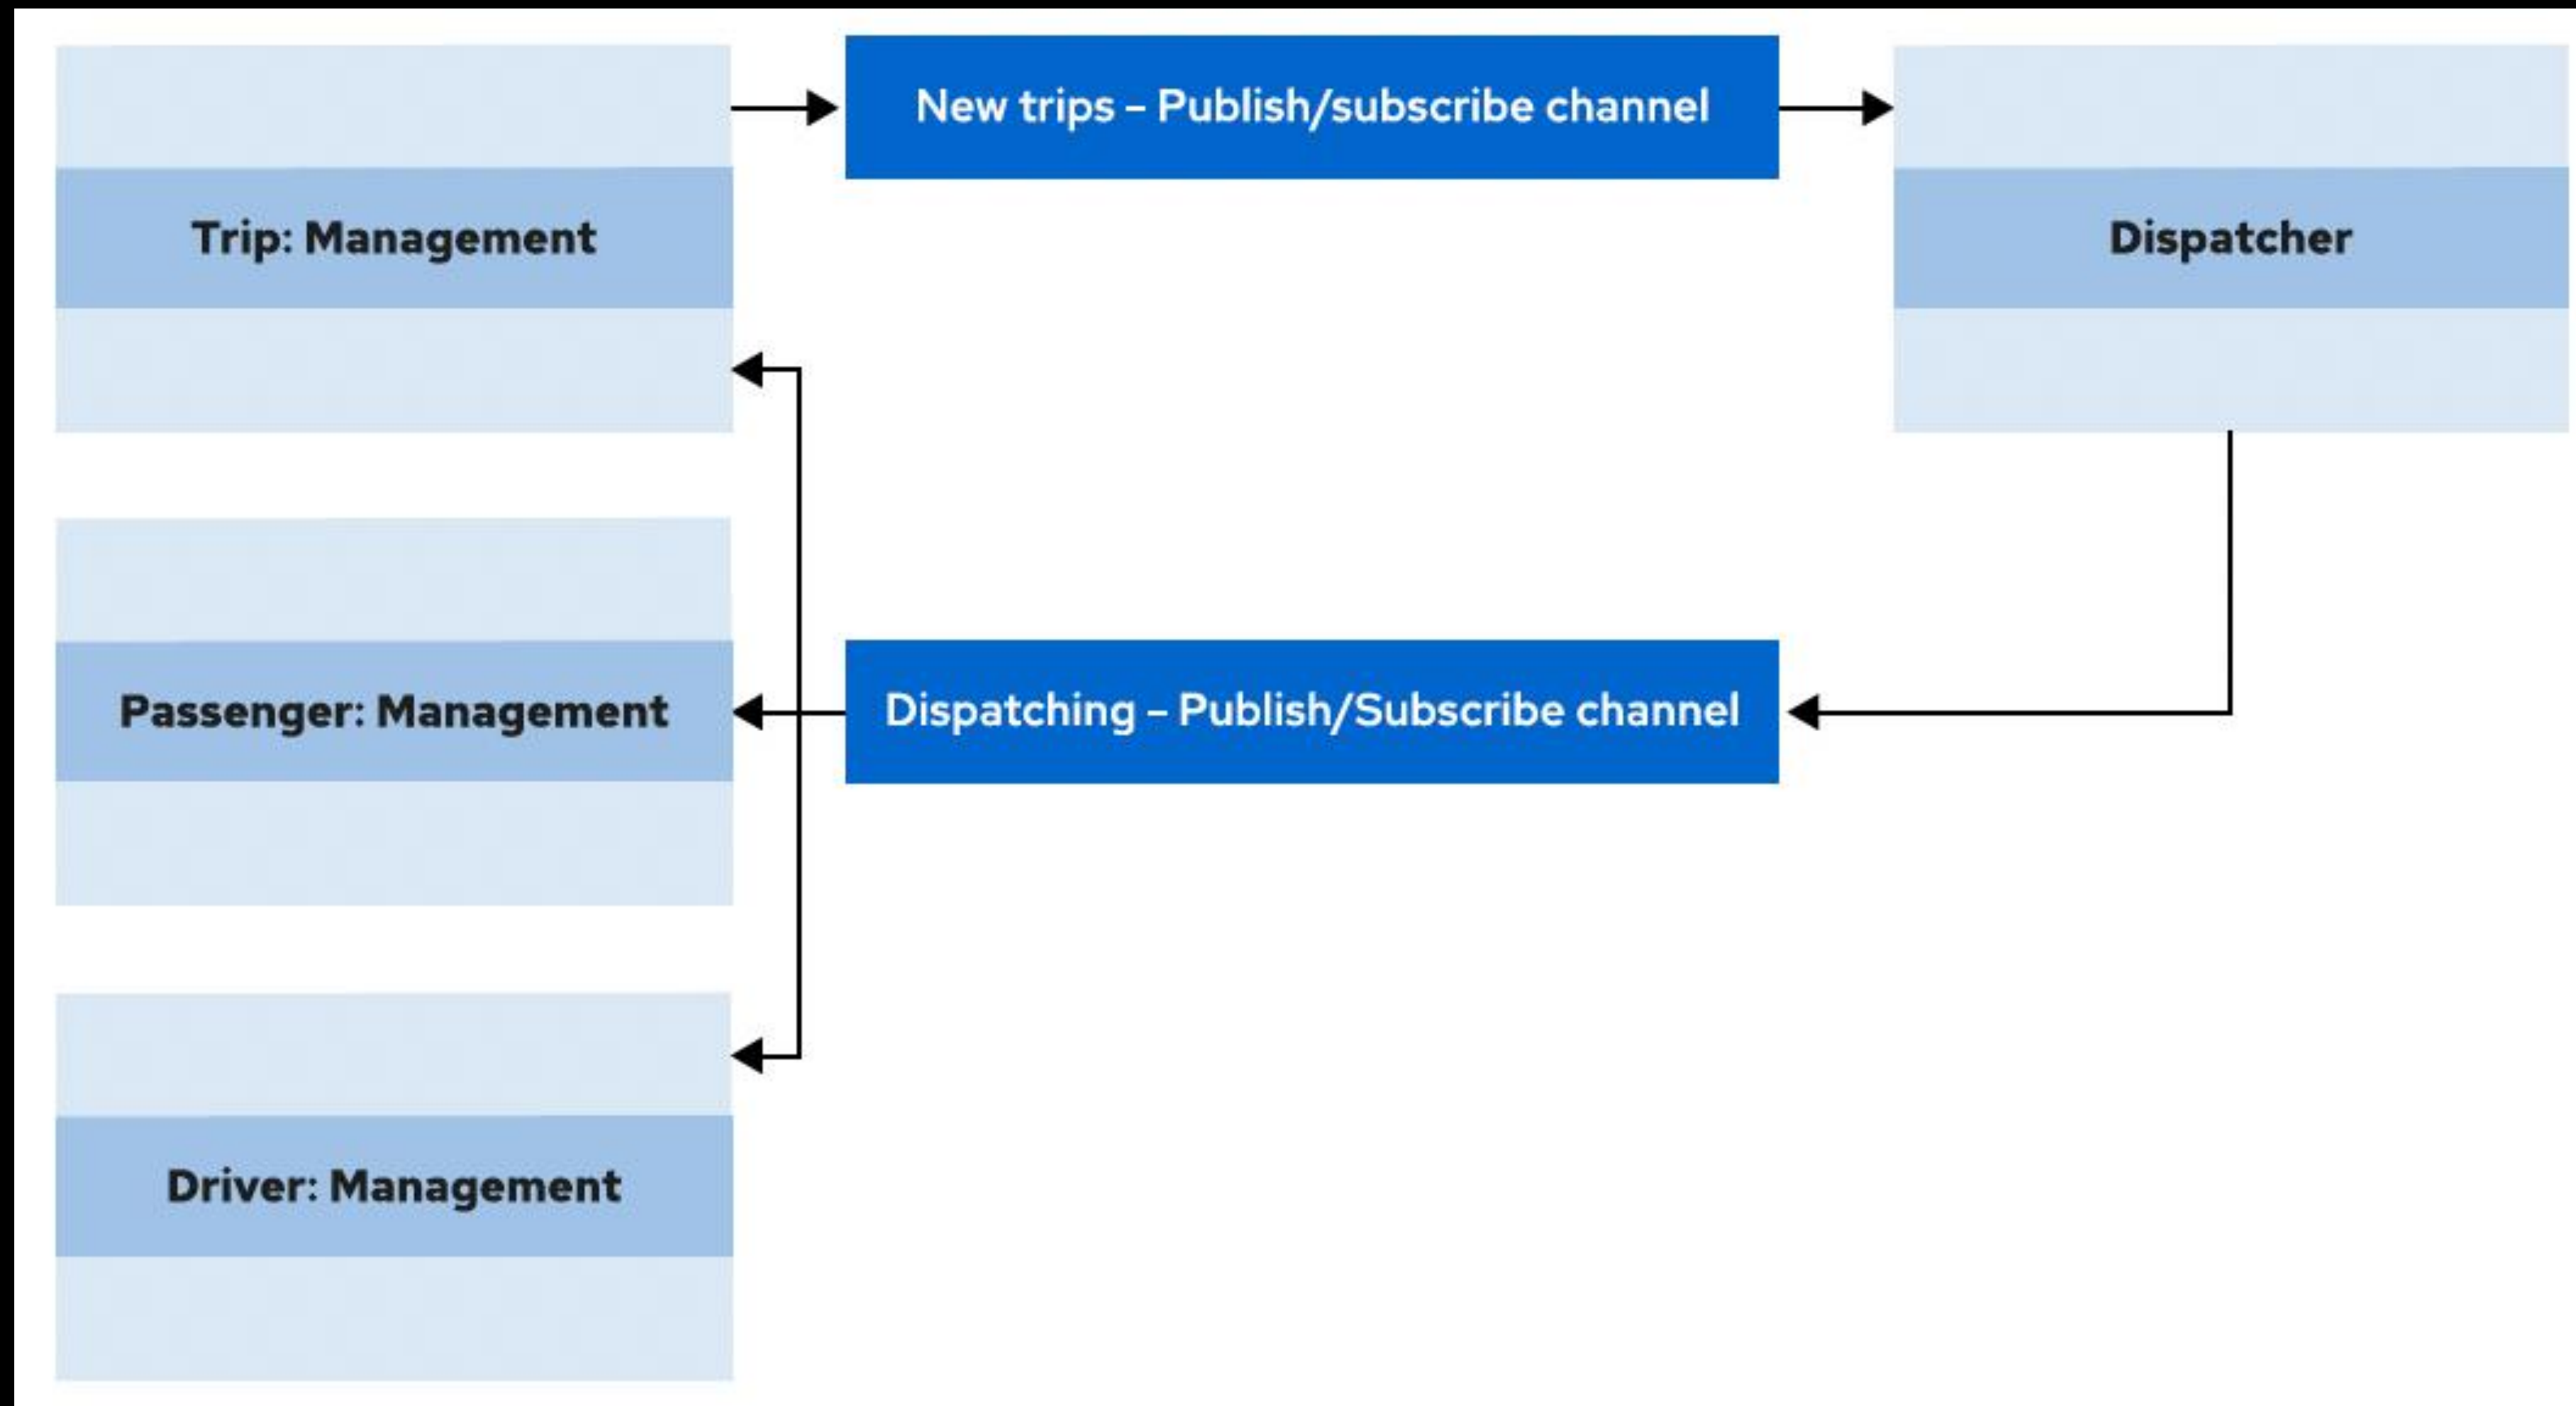 New trips – Publish/subscribe channel
Trip: Management
Dispatcher
Passenger: Management
Dispatching – Publish/Subscribe channel
Driver: Management